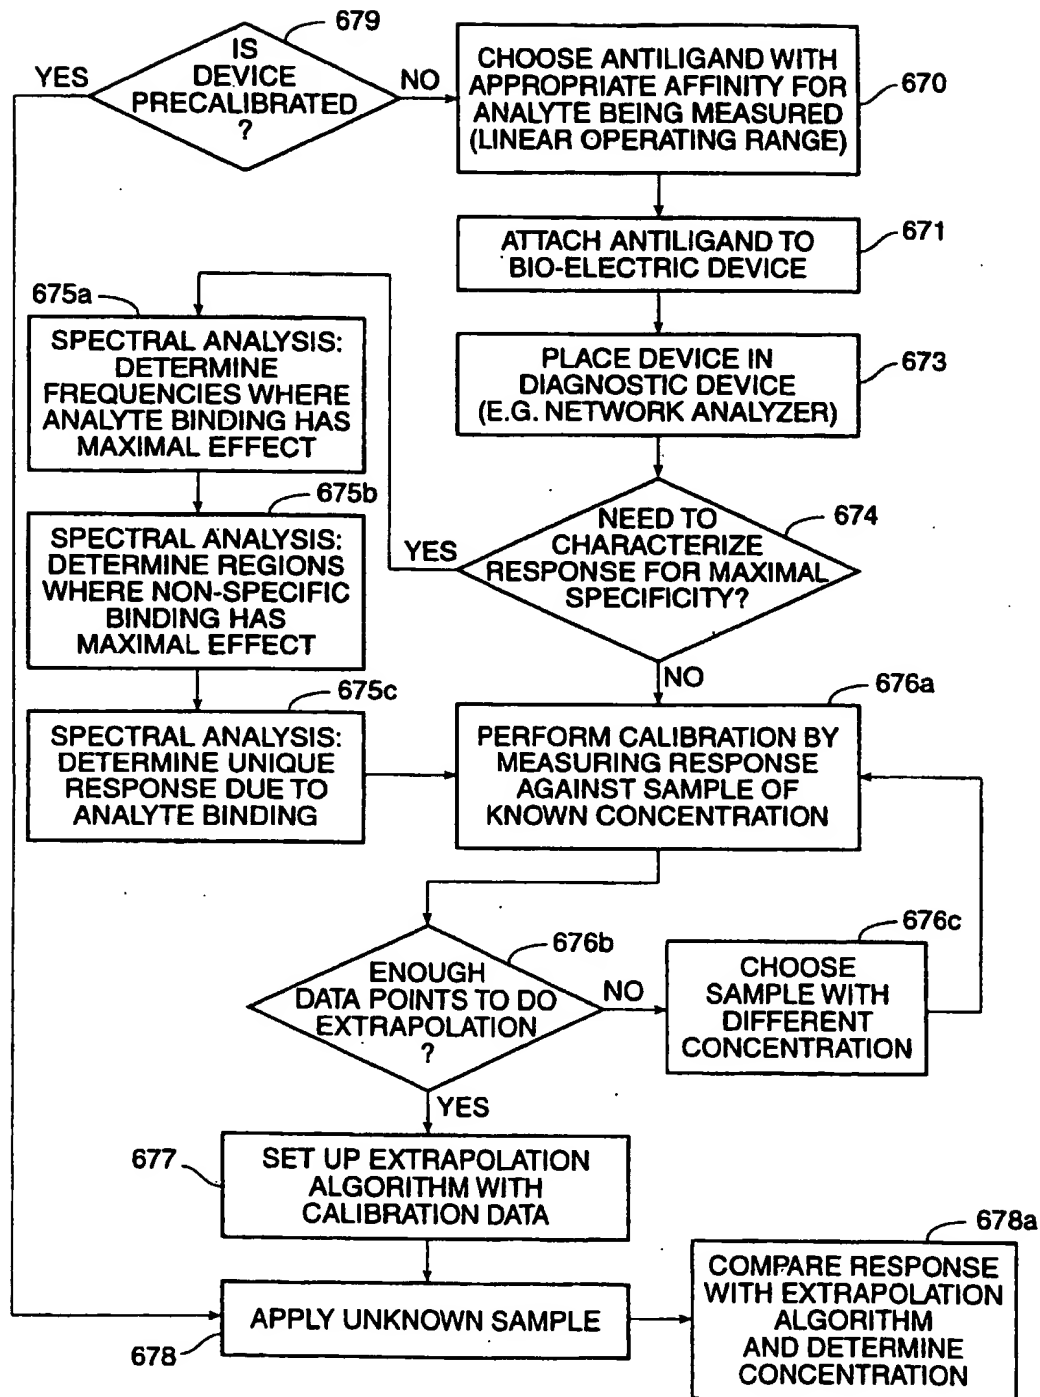 679
IS
DEVICE
PRECALIBRATED
?
YES
NO
CHOOSE ANTILIGAND WITH
APPROPRIATE AFFINITY FOR
ANALYTE BEING MEASURED
(LINEAR OPERATING RANGE)
670
ATTACH ANTILIGAND TO
BIO-ELECTRIC DEVICE
671
PLACE DEVICE IN
DIAGNOSTIC DEVICE
(E.G. NETWORK ANALYZER)
673
NEED TO
CHARACTERIZE
RESPONSE FOR MAXIMAL
SPECIFICITY?
674
YES
NO
675a
SPECTRAL ANALYSIS:
DETERMINE
FREQUENCIES WHERE
ANALYTE BINDING HAS
MAXIMAL EFFECT
675b
SPECTRAL ANALYSIS:
DETERMINE REGIONS
WHERE NON-SPECIFIC
BINDING HAS
MAXIMAL EFFECT
675c
SPECTRAL ANALYSIS:
DETERMINE UNIQUE
RESPONSE DUE TO
ANALYTE BINDING
676a
PERFORM CALIBRATION BY
MEASURING RESPONSE
AGAINST SAMPLE OF
KNOWN CONCENTRATION
676b
ENOUGH
DATA POINTS TO DO
EXTRAPOLATION
?
NO
YES
676c
CHOOSE
SAMPLE WITH
DIFFERENT
CONCENTRATION
677
SET UP EXTRAPOLATION
ALGORITHM WITH
CALIBRATION DATA
APPLY UNKNOWN SAMPLE
678
678a
COMPARE RESPONSE
WITH EXTRAPOLATION
ALGORITHM
AND DETERMINE
CONCENTRATION